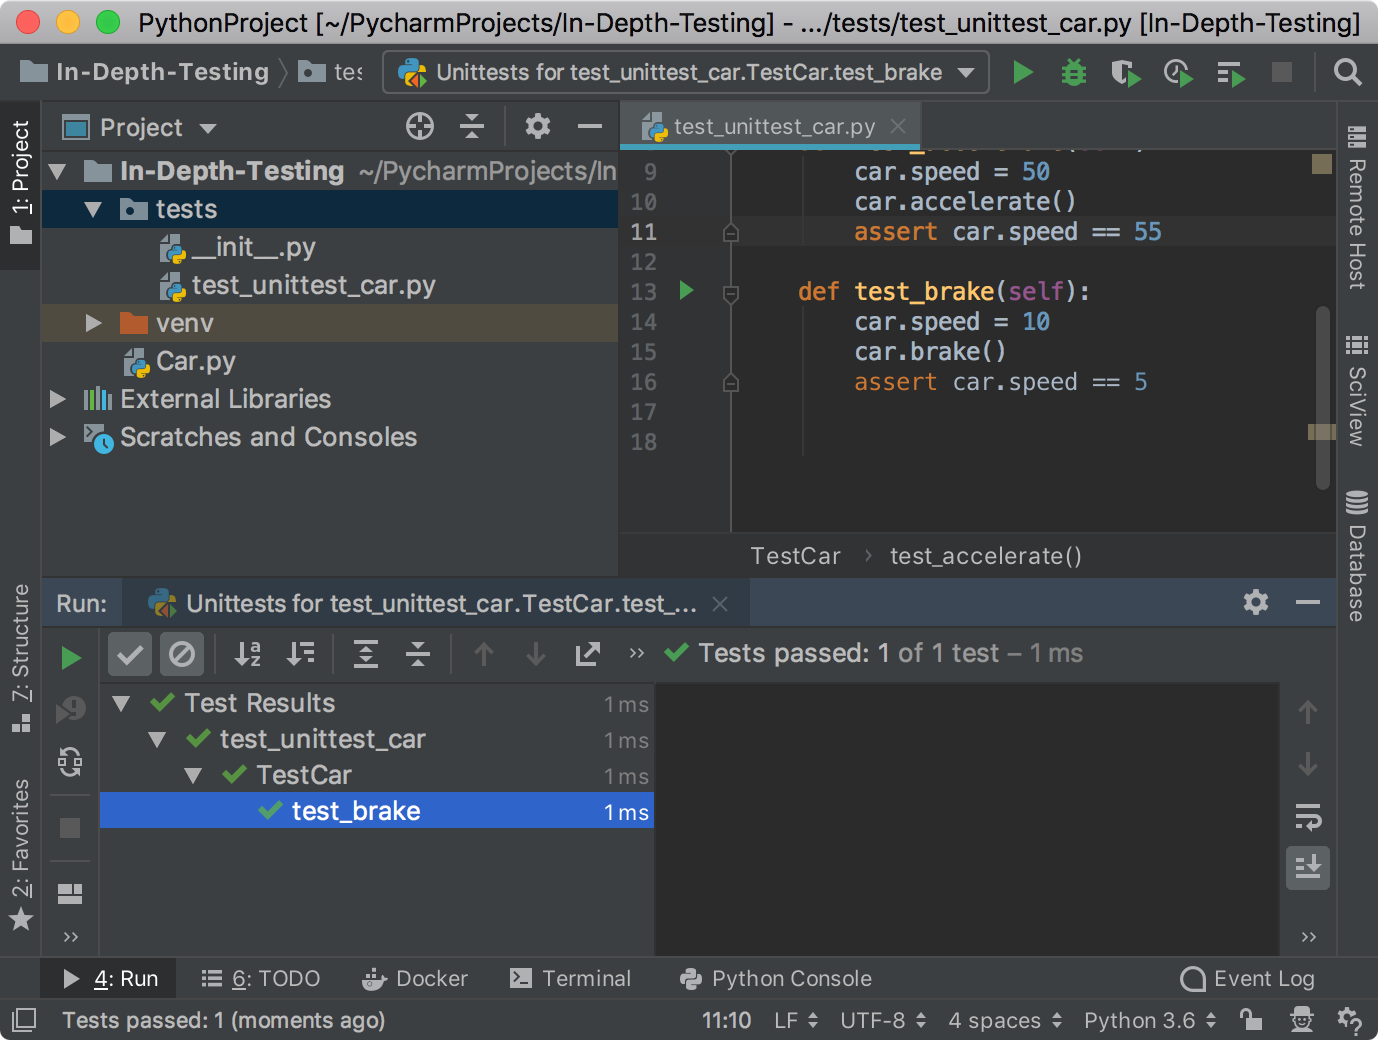 PythonProject [~/PycharmProjects/In-Depth-Testing] - .../tests/test_unittest_car.py [In-Depth-Testing]
In-Depth-Testing
Unittests for test_unittest_car.TestCar.test_brake
1: Project
Project
In-Depth-Testing ~/PycharmProjects/In
tests
__init__.py
test_unittest_car.py
venv
Car.py
External Libraries
Scratches and Consoles
test_unittest_car.py
9 car.speed = 50
10 car.accelerate()
11 assert car.speed == 55
12
13 def test_brake(self):
14 car.speed = 10
15 car.brake()
16 assert car.speed == 5
17
18
TestCar › test_accelerate()
Remote Host
SciView
Database
7: Structure
2: Favorites
Run: Unittests for test_unittest_car.TestCar.test_...
Tests passed: 1 of 1 test – 1 ms
Test Results 1 ms
test_unittest_car 1 ms
TestCar 1 ms
test_brake 1 ms
4: Run 6: TODO Docker Terminal Python Console Event Log
Tests passed: 1 (moments ago) 11:10 LF UTF-8 4 spaces Python 3.6